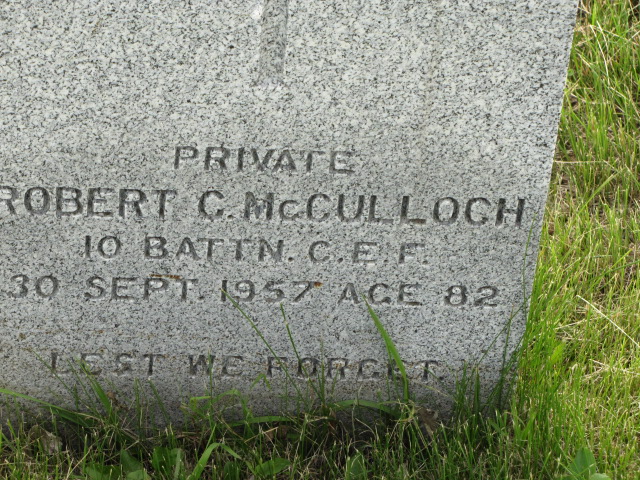 PRIVATE
ROBERT C. McCULLOCH
10 BATTN. C.E.F.
30 SEPT. 1957 AGE 82
LEST WE FORGET.